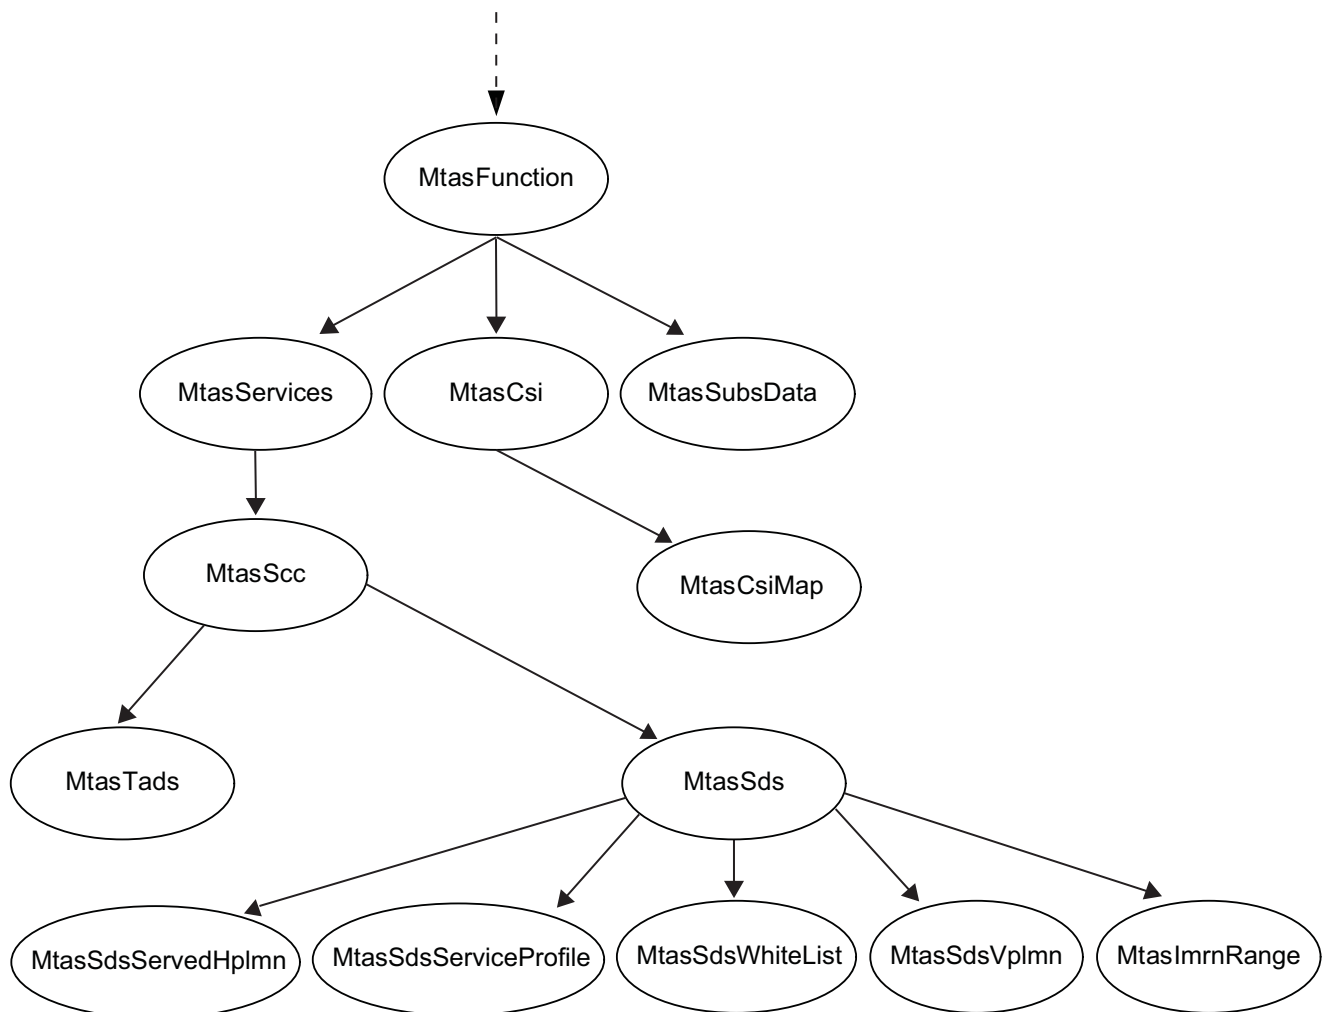 MtasFunction
MtasServices
MtasCsi
MtasSubsData
MtasScc
MtasCsiMap
MtasTads
MtasSds
MtasSdsServedHplmn
MtasSdsServiceProfile
MtasSdsWhiteList
MtasSdsVplmn
MtasImrnRange